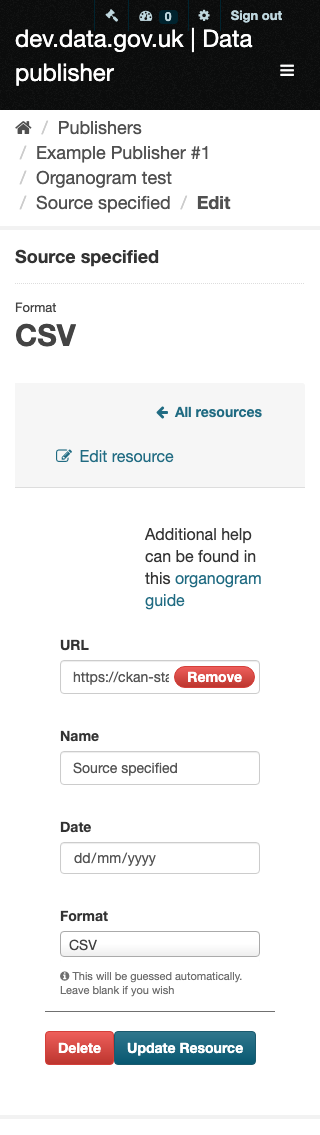 0 Sign out
dev.data.gov.uk | Data
publisher
/ Publishers
/ Example Publisher #1
/ Organogram test
/ Source specified / Edit
Source specified
Format
CSV
All resources
Edit resource
Additional help
can be found in
this organogram
guide
URL
https://ckan-sta Remove
Name
Source specified
Date
dd/mm/yyyy
Format
CSV
This will be guessed automatically.
Leave blank if you wish
Delete Update Resource